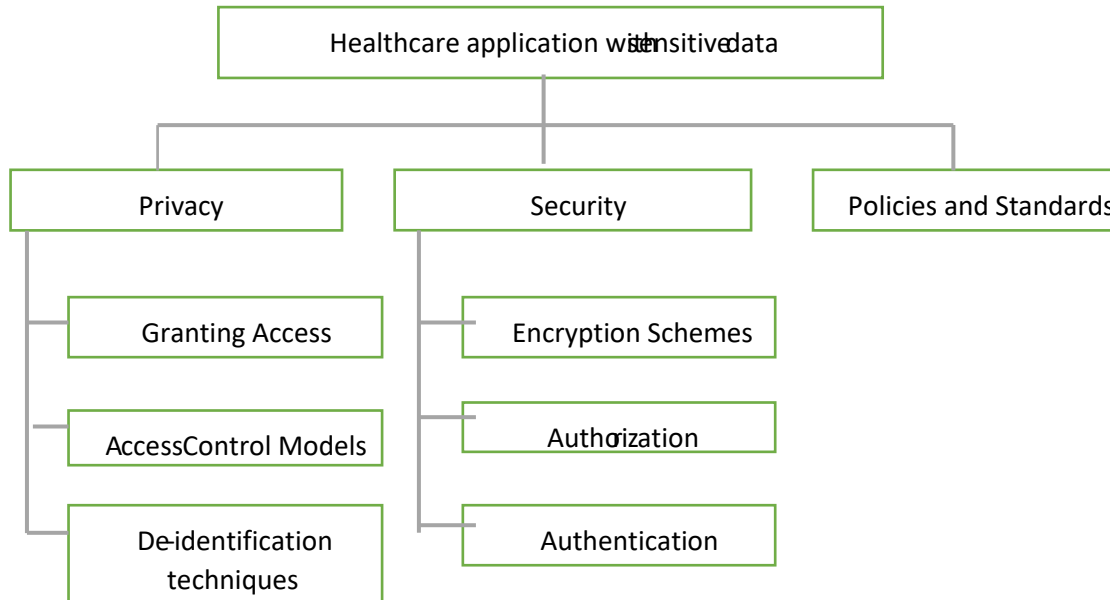 Healthcare application with sensitive data
Privacy
Security
Policies and Standards
Granting Access
Encryption Schemes
AccessControl Models
Authorization
De-identification
techniques
Authentication